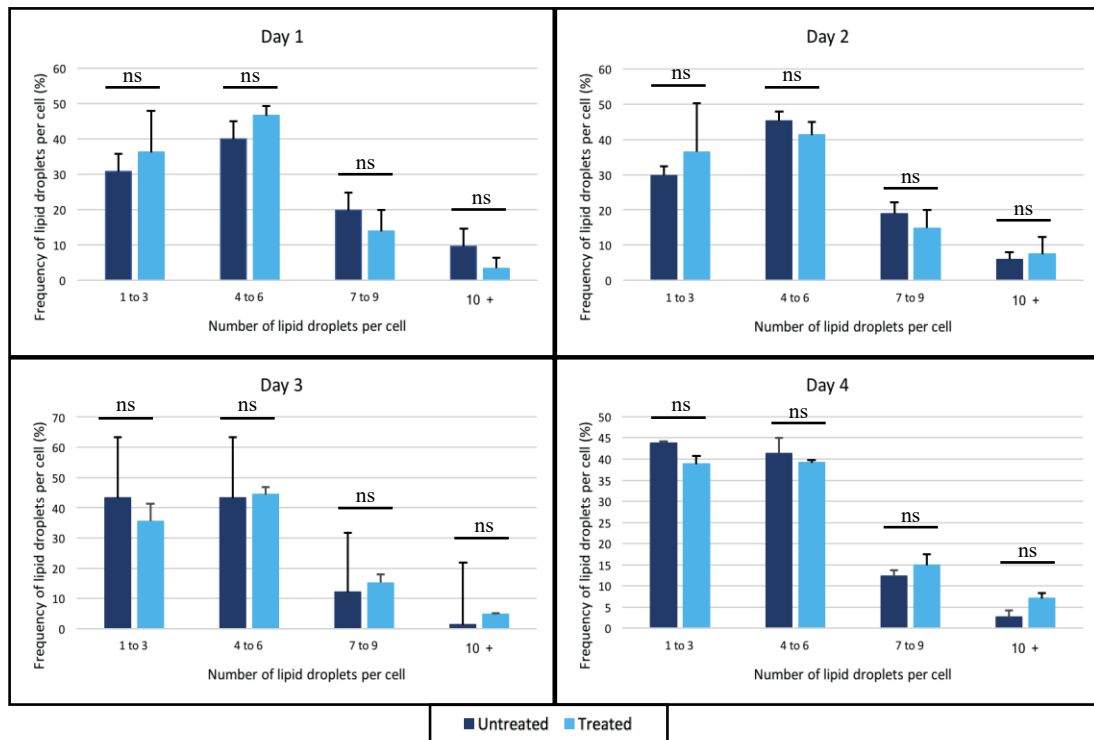 Day 1
ns
ns
ns
ns
Frequency of lipid droplets per cell (%)
60
50
40
30
20
10
0
1 to 3
4 to 6
7 to 9
10 +
Number of lipid droplets per cell
Day 2
ns
ns
ns
ns
Frequency of lipid droplets per cell (%)
60
50
40
30
20
10
0
1 to 3
4 to 6
7 to 9
10 +
Number of lipid droplets per cell
Day 3
ns
ns
ns
ns
Frequency of lipid droplets per cell (%)
70
60
50
40
30
20
10
0
1 to 3
4 to 6
7 to 9
10 +
Number of lipid droplets per cell
Day 4
ns
ns
ns
ns
Frequency of lipid droplets per cell (%)
50
45
40
35
30
25
20
15
10
5
0
1 to 3
4 to 6
7 to 9
10 +
Number of lipid droplets per cell
Untreated Treated